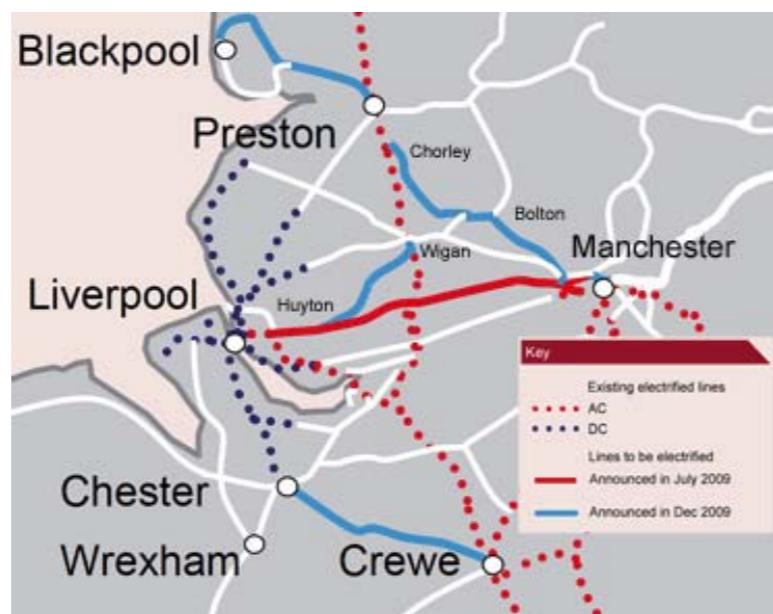 Blackpool
Preston
Chorley
Bolton
Wigan
Manchester
Liverpool
Huyton
Key
Existing electrified lines
AC
DC
Lines to be electrified
Announced in July 2009
Announced in Dec 2009
Chester
Wrexham
Crewe